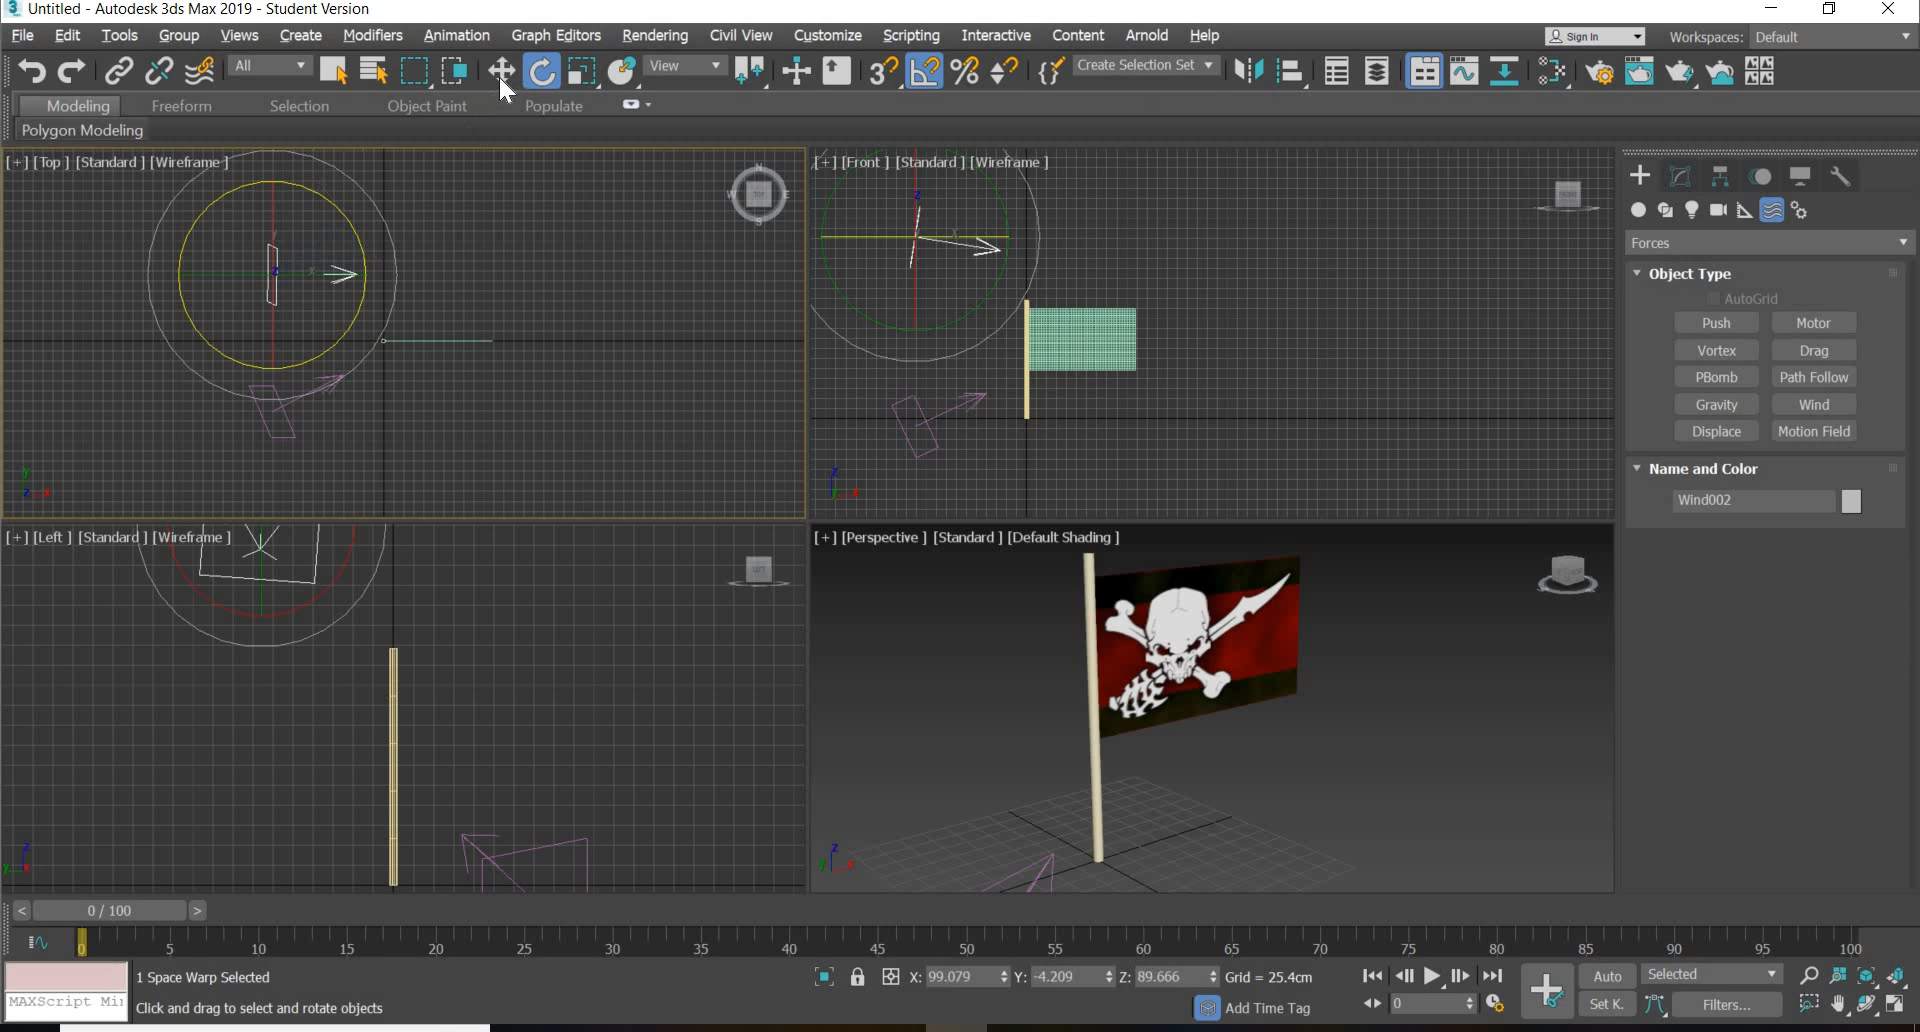 Untitled - Autodesk 3ds Max 2019 - Student Version
File Edit Tools Group Views Create Modifiers Animation Graph Editors Rendering Civil View Customize Scripting Interactive Content Arnold Help Sign In Workspaces: Default
All View Create Selection Set
Modeling Freeform Selection Object Paint Populate
Polygon Modeling
[+] [Top ] [Standard ] [Wireframe ]
[+] [Front ] [Standard ] [Wireframe ]
[+] [Left ] [Standard ] [Wireframe ]
[+] [Perspective ] [Standard ] [Default Shading ]
Forces
Object Type
AutoGrid
Push Motor
Vortex Drag
PBomb Path Follow
Gravity Wind
Displace Motion Field
Name and Color
Wind002
< 0 / 100 >
0 5 10 15 20 25 30 35 40 45 50 55 60 65 70 75 80 85 90 95 100
1 Space Warp Selected X: 99.079 Y: -4.209 Z: 89.666 Grid = 25.4cm Auto Selected
MAXScript Mi Click and drag to select and rotate objects Add Time Tag 0 Set K. Filters...